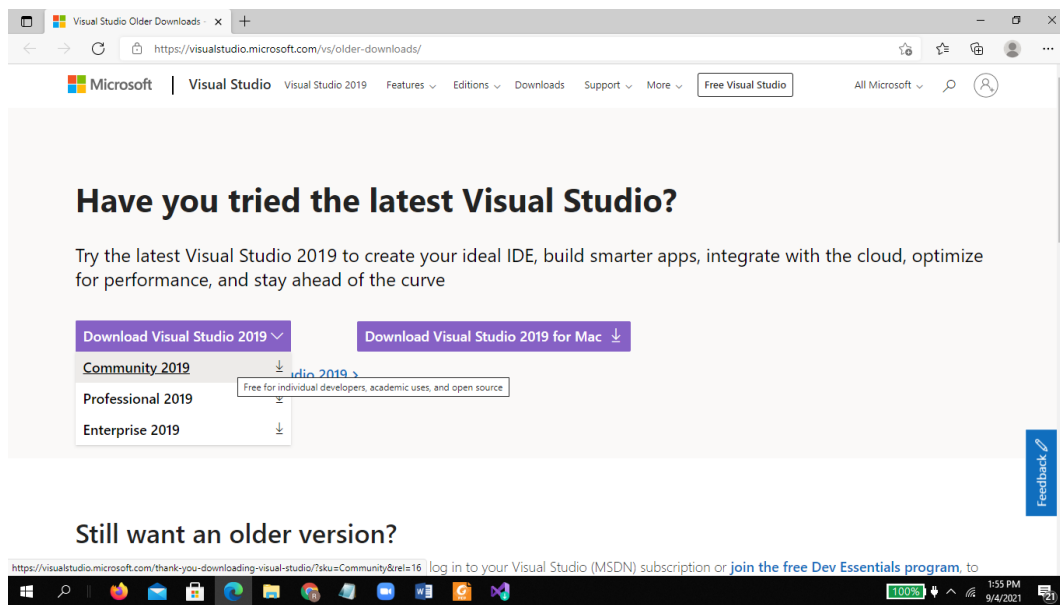 Visual Studio Older Downloads -
https://visualstudio.microsoft.com/vs/older-downloads/
Microsoft Visual Studio Visual Studio 2019 Features Editions Downloads Support More Free Visual Studio All Microsoft
Have you tried the latest Visual Studio?
Try the latest Visual Studio 2019 to create your ideal IDE, build smarter apps, integrate with the cloud, optimize
for performance, and stay ahead of the curve
Download Visual Studio 2019 Download Visual Studio 2019 for Mac
Community 2019
2019 >
Free for individual developers, academic uses, and open source
Professional 2019
Enterprise 2019
Feedback
Still want an older version?
https://visualstudio.microsoft.com/thank-you-downloading-visual-studio/?sku=Community&rel=16 log in to your Visual Studio (MSDN) subscription or join the free Dev Essentials program, to
100% 1:55 PM
9/4/2021
21